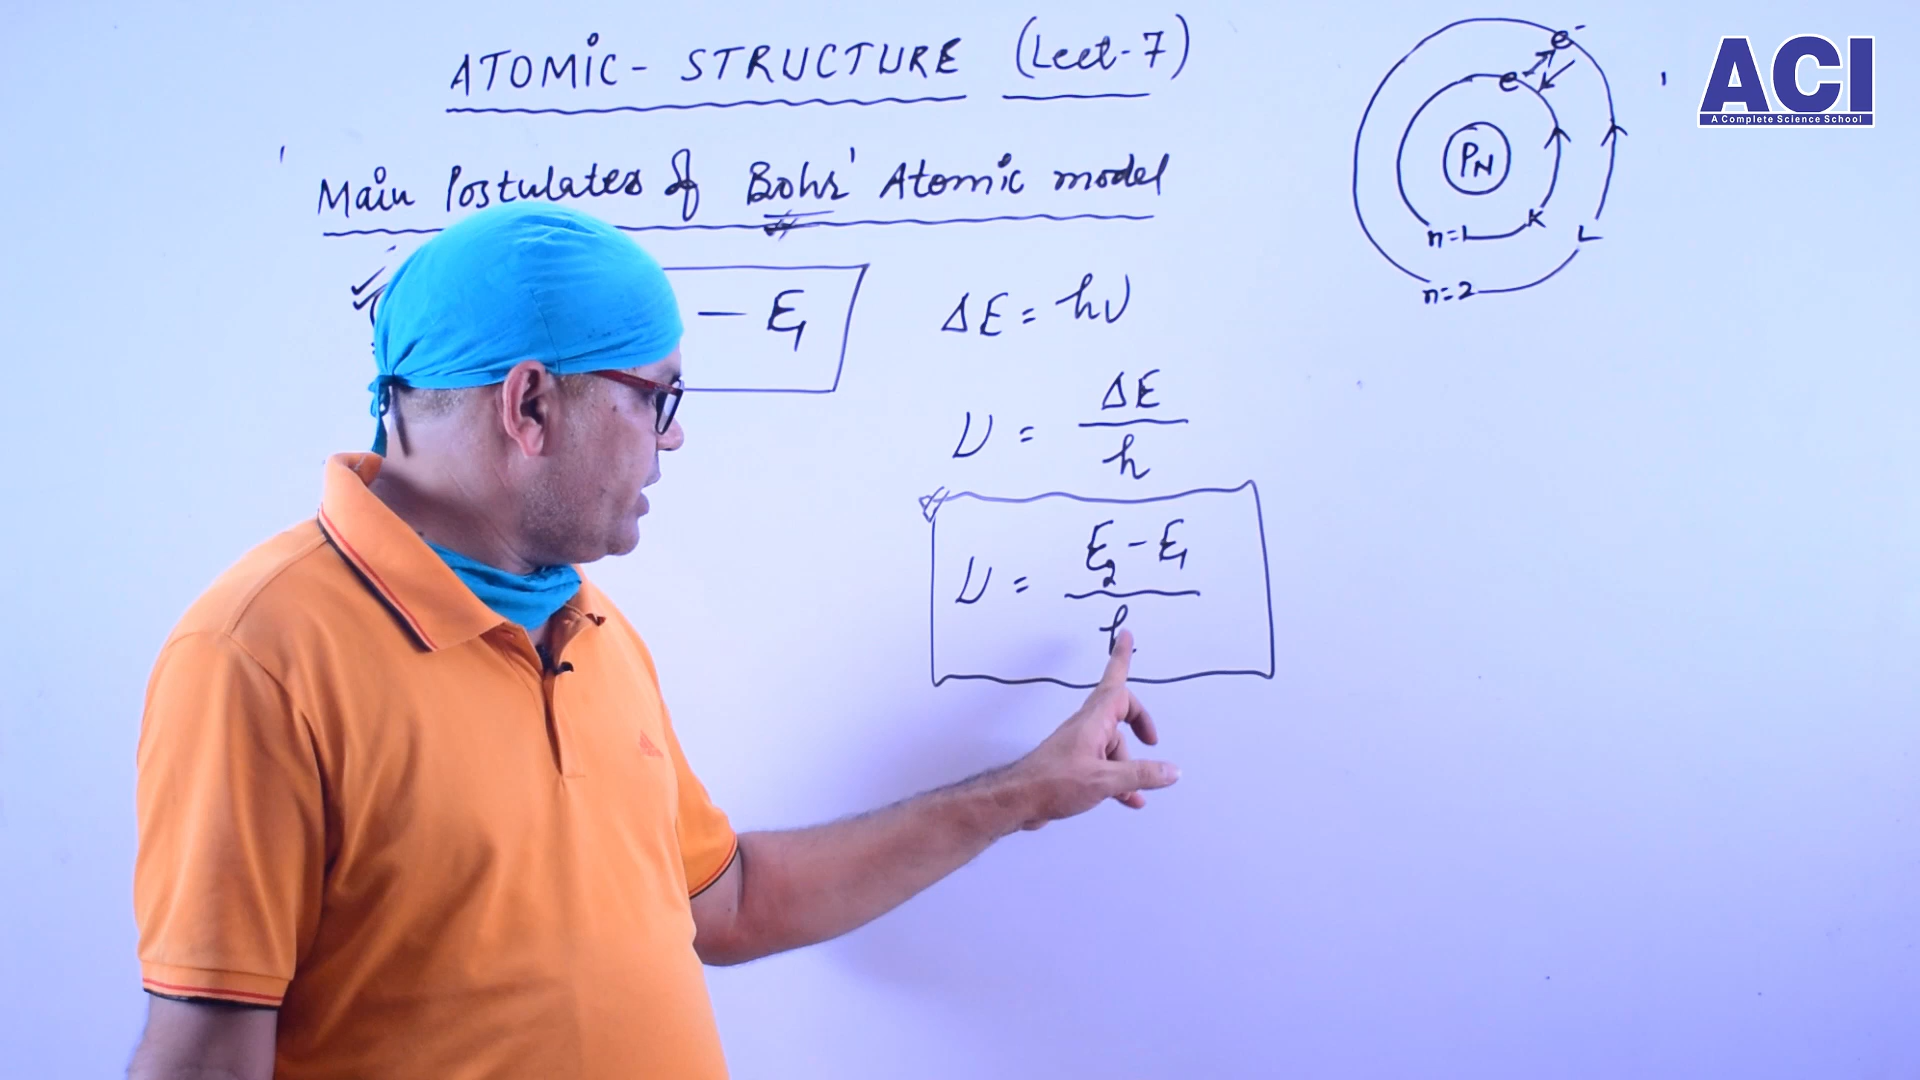 ATOMIC - STRUCTURE (Lect-7)
Main Postulates of Bohr' Atomic model
- E1
ΔE = hν
ν = ΔE / h
ν = E2 - E1 / h
e-
e-
PN
n=1 K
n=2 L
ACI
A Complete Science School